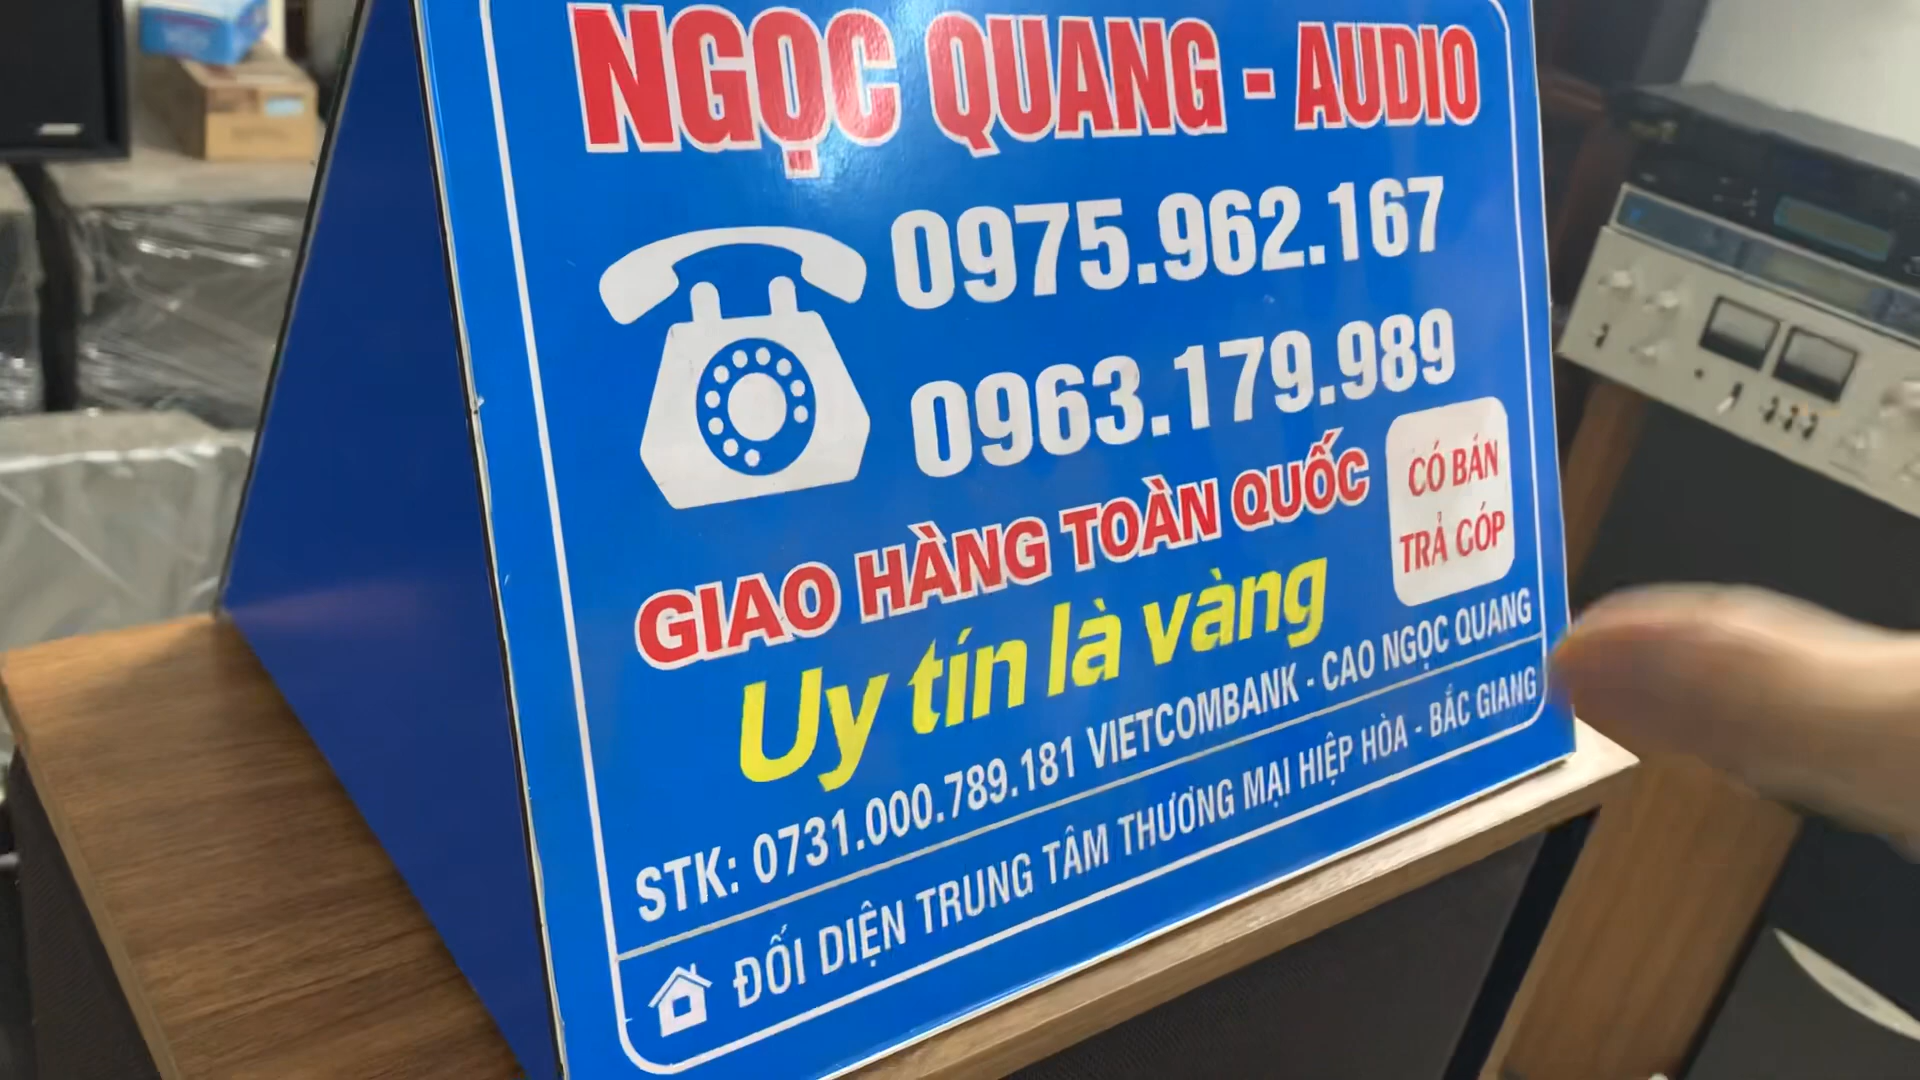 NGỌC QUANG - AUDIO
0975.962.167
0963.179.989
GIAO HÀNG TOÀN QUỐC
CÓ BÁN
TRẢ GÓP
Uy tín là vàng
STK: 0731.000.789.181 VIETCOMBANK - CAO NGỌC QUANG
ĐỐI DIỆN TRUNG TÂM THƯƠNG MẠI HIỆP HÒA - BẮC GIANG